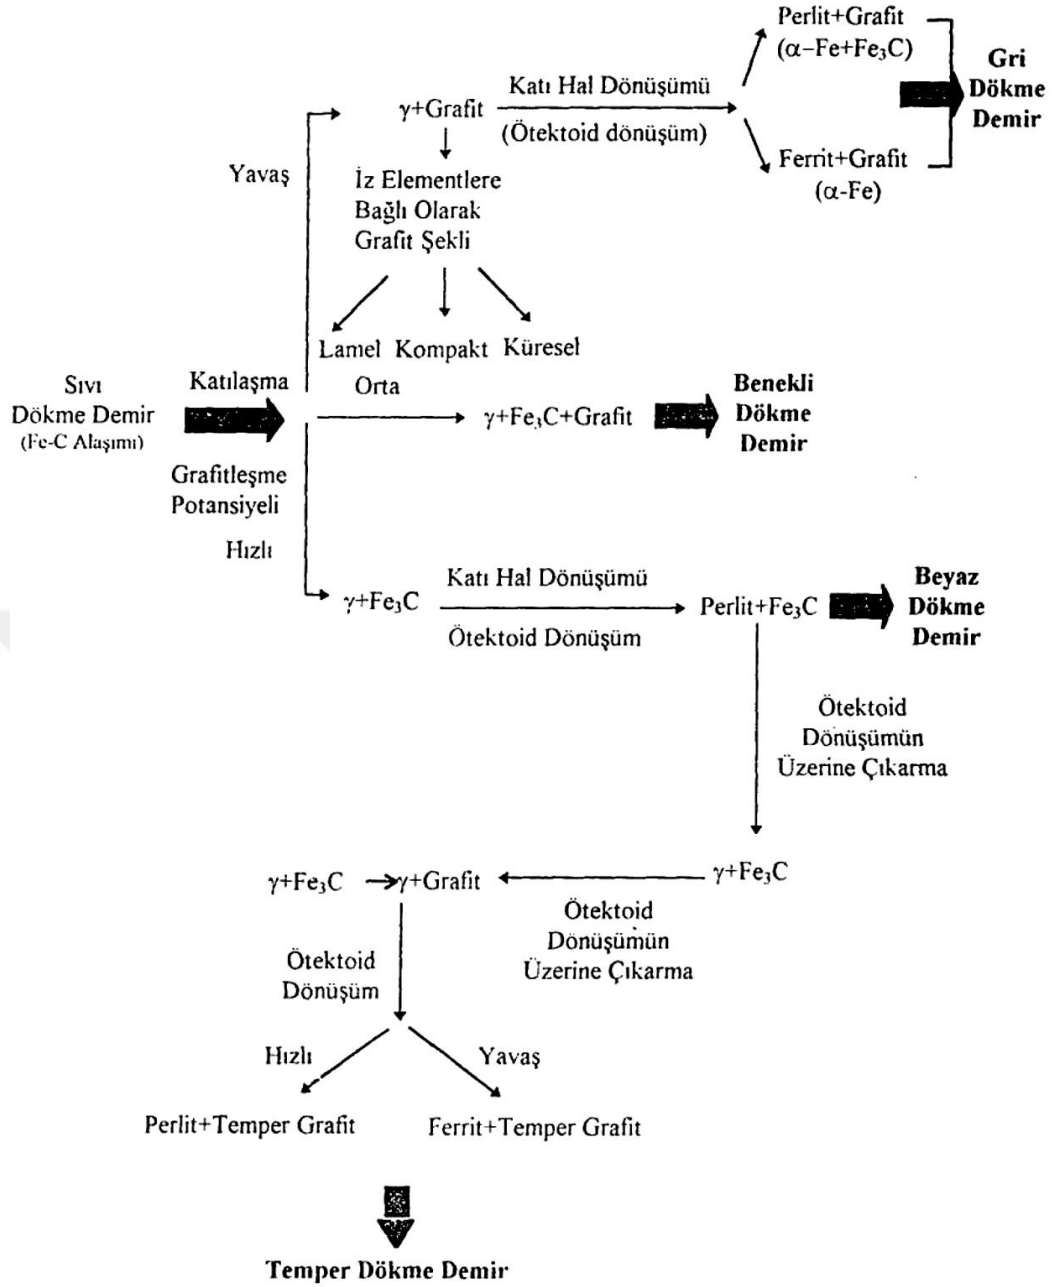 Perlit+Grafit
(α–Fe+Fe₃C)
Gri
Dökme
Demir
Katı Hal Dönüşümü
γ+Grafit
(Ötektoid dönüşüm)
Ferrit+Grafit
(α-Fe)
Yavaş
İz Elementlere
Bağlı Olarak
Grafit Şekli
Lamel Kompakt Küresel
Sıvı
Dökme Demir
(Fe-C Alaşımı)
Katılaşma
Grafitleşme
Potansiyeli
Orta
γ+Fe₃C+Grafit
Benekli
Dökme
Demir
Hızlı
γ+Fe₃C
Katı Hal Dönüşümü
Ötektoid Dönüşüm
Perlit+Fe₃C
Beyaz
Dökme
Demir
Ötektoid
Dönüşümün
Üzerine Çıkarma
γ+Fe₃C
γ+Grafit
γ+Fe₃C
Ötektoid
Dönüşümün
Üzerine Çıkarma
Ötektoid
Dönüşüm
Hızlı
Yavaş
Perlit+Temper Grafit
Ferrit+Temper Grafit
Temper Dökme Demir